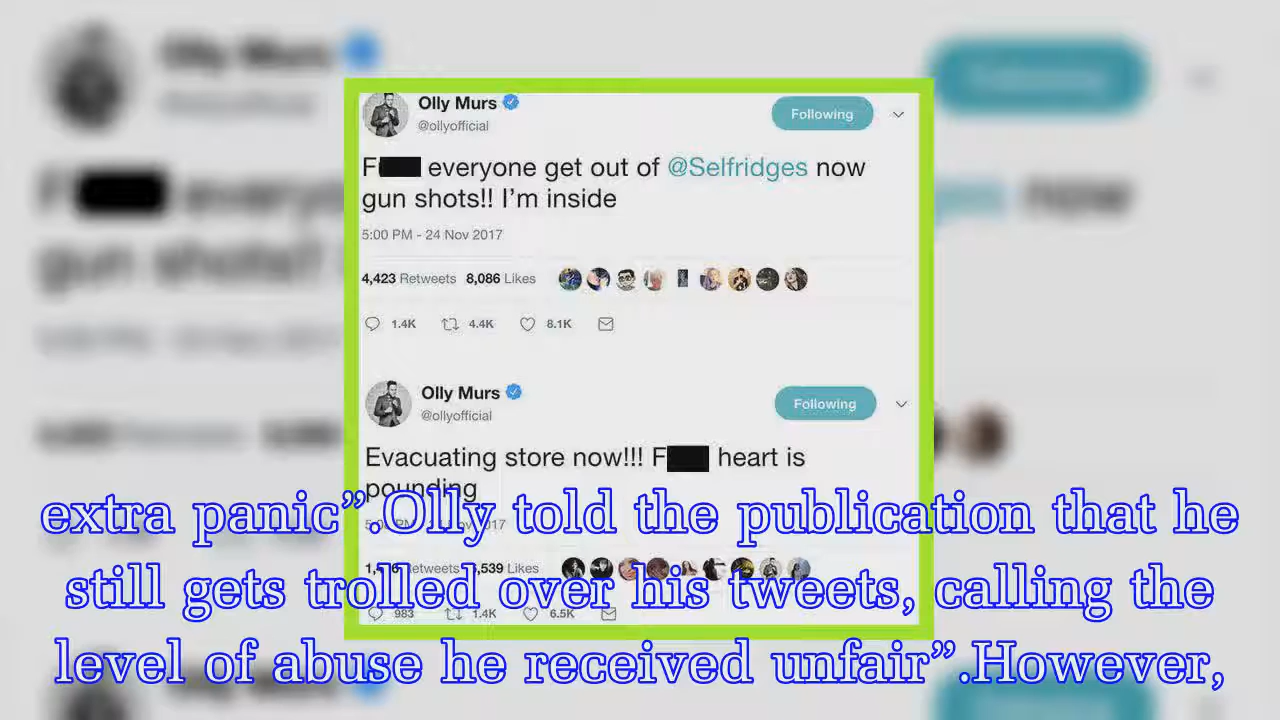 Olly Murs
@ollyofficial
Following
F everyone get out of @Selfridges now
gun shots!! I'm inside
5:00 PM - 24 Nov 2017
4,423 Retweets 8,086 Likes
1.4K 4.4K 8.1K
Olly Murs
@ollyofficial
Following
Evacuating store now!!! F heart is
pounding
extra panic”.Olly told the publication that he
still gets trolled over his tweets, calling the
level of abuse he received unfair”.However,
Likes
983 1.4K 6.5K